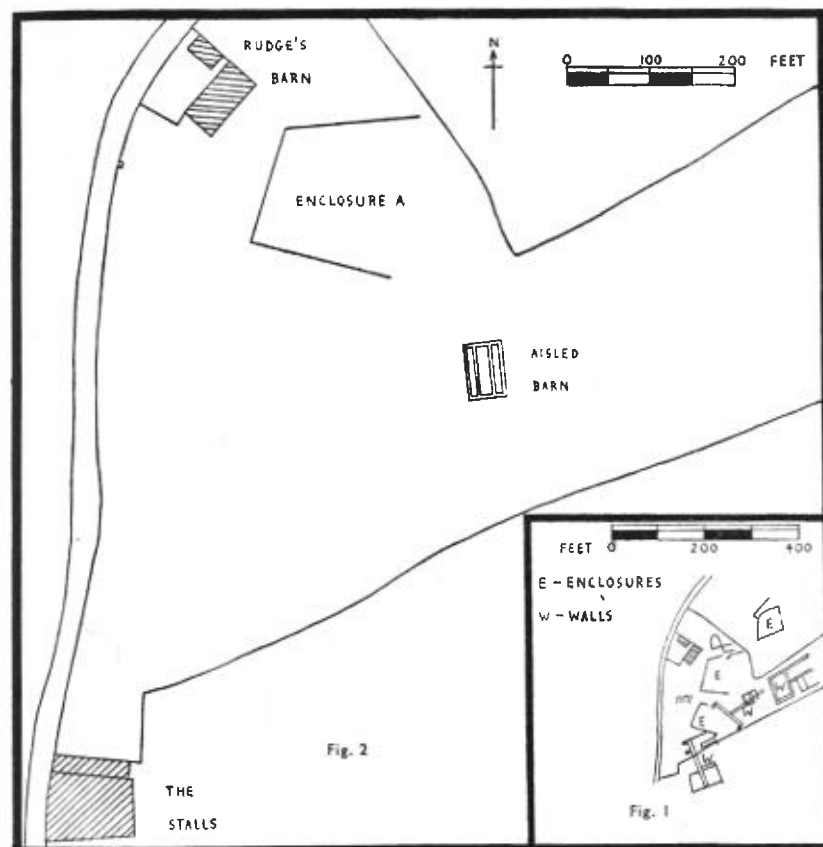 RUDGE'S
BARN
N
0 100 200 FEET
ENCLOSURE A
AISLED
BARN
FEET 0 200 400
E - ENCLOSURES
W - WALLS
E
E
W
W
E
W
Fig. 2
Fig. 1
THE
STALLS